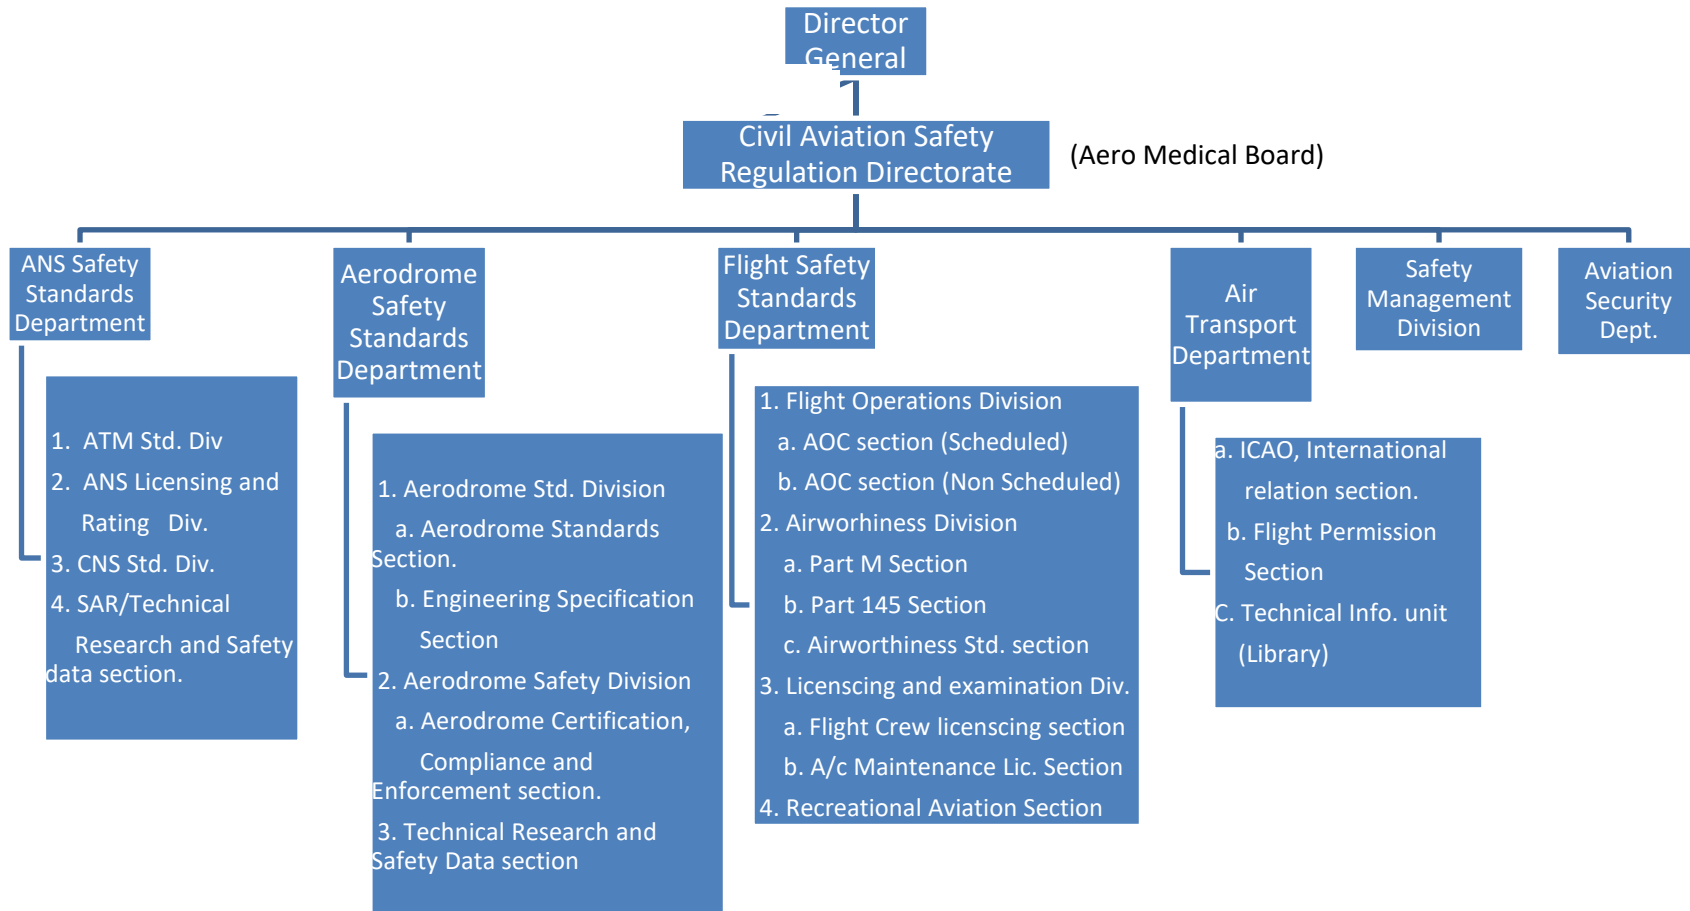 Director
General
Civil Aviation Safety
Regulation Directorate
(Aero Medical Board)
ANS Safety
Standards
Department
Aerodrome
Safety
Standards
Department
Flight Safety
Standards
Department
Air
Transport
Department
Safety
Management
Division
Aviation
Security
Dept.
1. ATM Std. Div
2. ANS Licensing and
Rating Div.
3. CNS Std. Div.
4. SAR/Technical
Research and Safety
data section.
1. Aerodrome Std. Division
a. Aerodrome Standards
Section.
b. Engineering Specification
Section
2. Aerodrome Safety Division
a. Aerodrome Certification,
Compliance and
Enforcement section.
3. Technical Research and
Safety Data section
1. Flight Operations Division
a. AOC section (Scheduled)
b. AOC section (Non Scheduled)
2. Airworhiness Division
a. Part M Section
b. Part 145 Section
c. Airworthiness Std. section
3. Licenscing and examination Div.
a. Flight Crew licenscing section
b. A/c Maintenance Lic. Section
4. Recreational Aviation Section
a. ICAO, International
relation section.
b. Flight Permission
Section
C. Technical Info. unit
(Library)